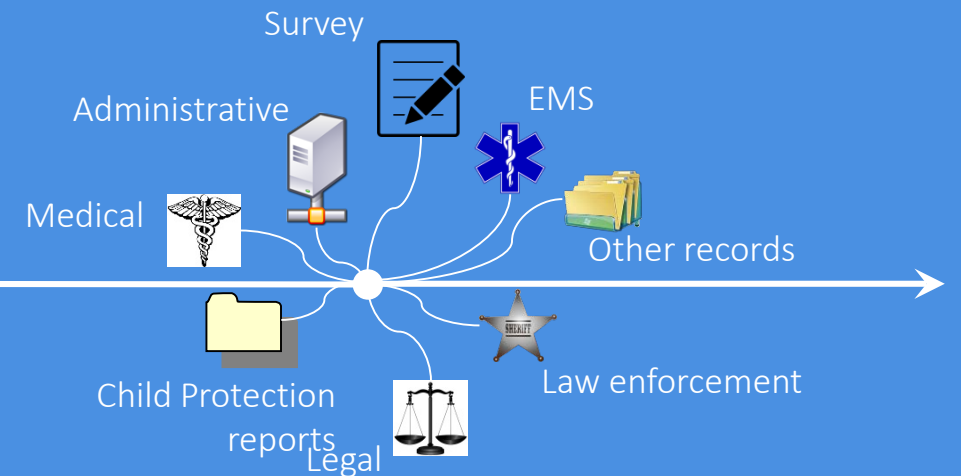 Survey
EMS
Administrative
Medical
Other records
SHERIFF
Law enforcement
Child Protection
reports
Legal